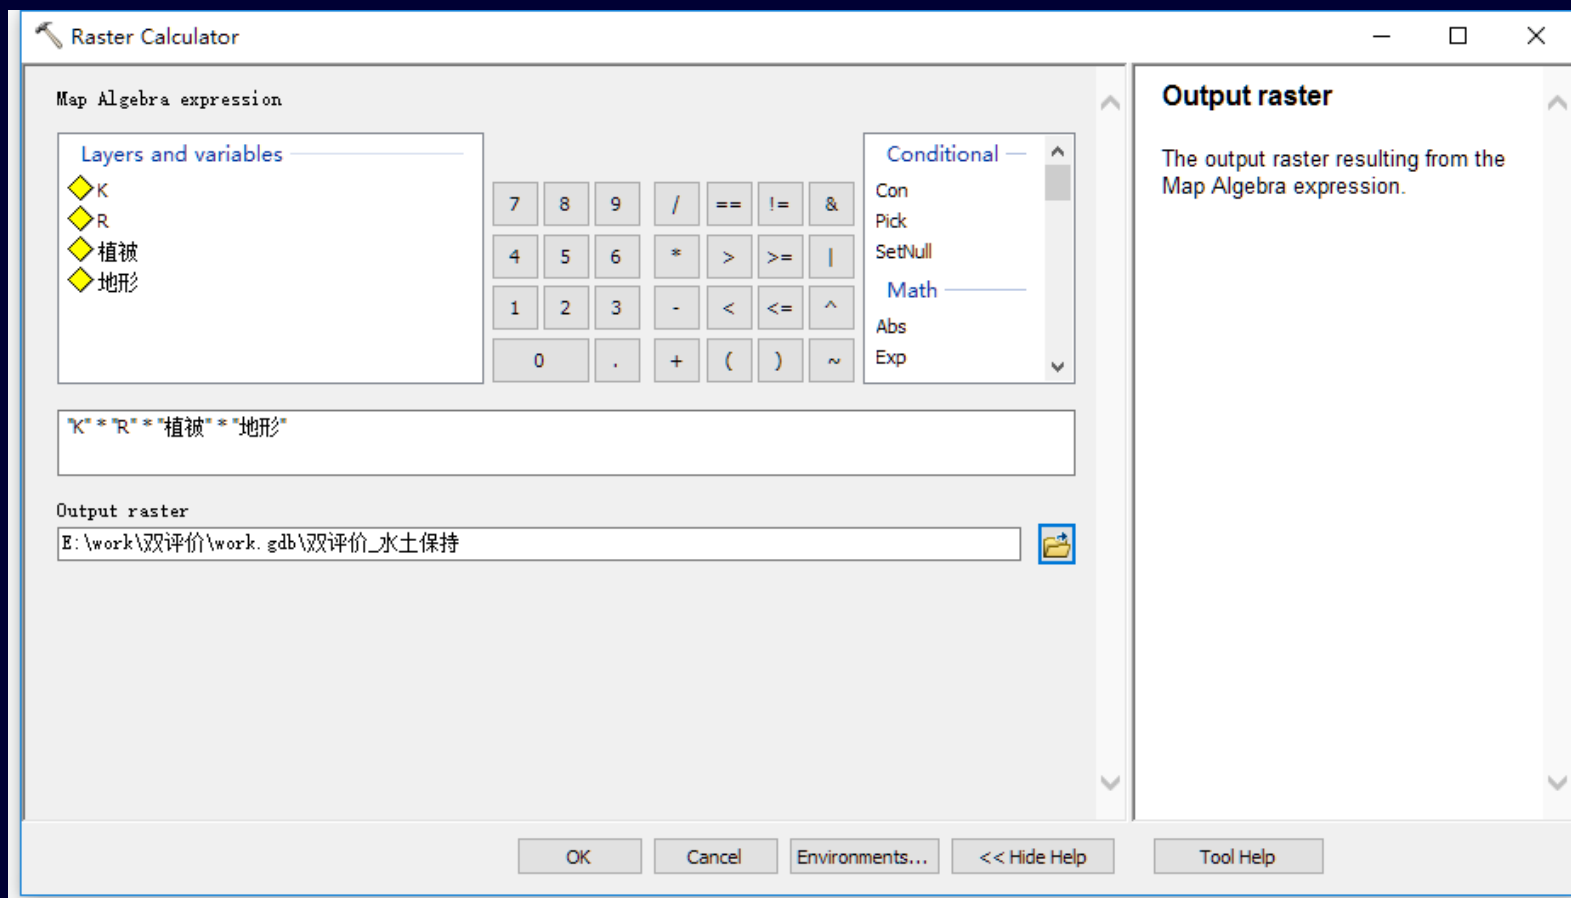 Raster Calculator
Map Algebra expression
Layers and variables
K
R
植被
地形
7 8 9 / == != &
4 5 6 * > >= |
1 2 3 - < <= ^
0 . + ( ) ~
Conditional
Con
Pick
SetNull
Math
Abs
Exp
"K" * "R" * "植被" * "地形"
Output raster
E:\work\双评价\work.gdb\双评价_水土保持
OK Cancel Environments... << Hide Help Tool Help
Output raster
The output raster resulting from the
Map Algebra expression.